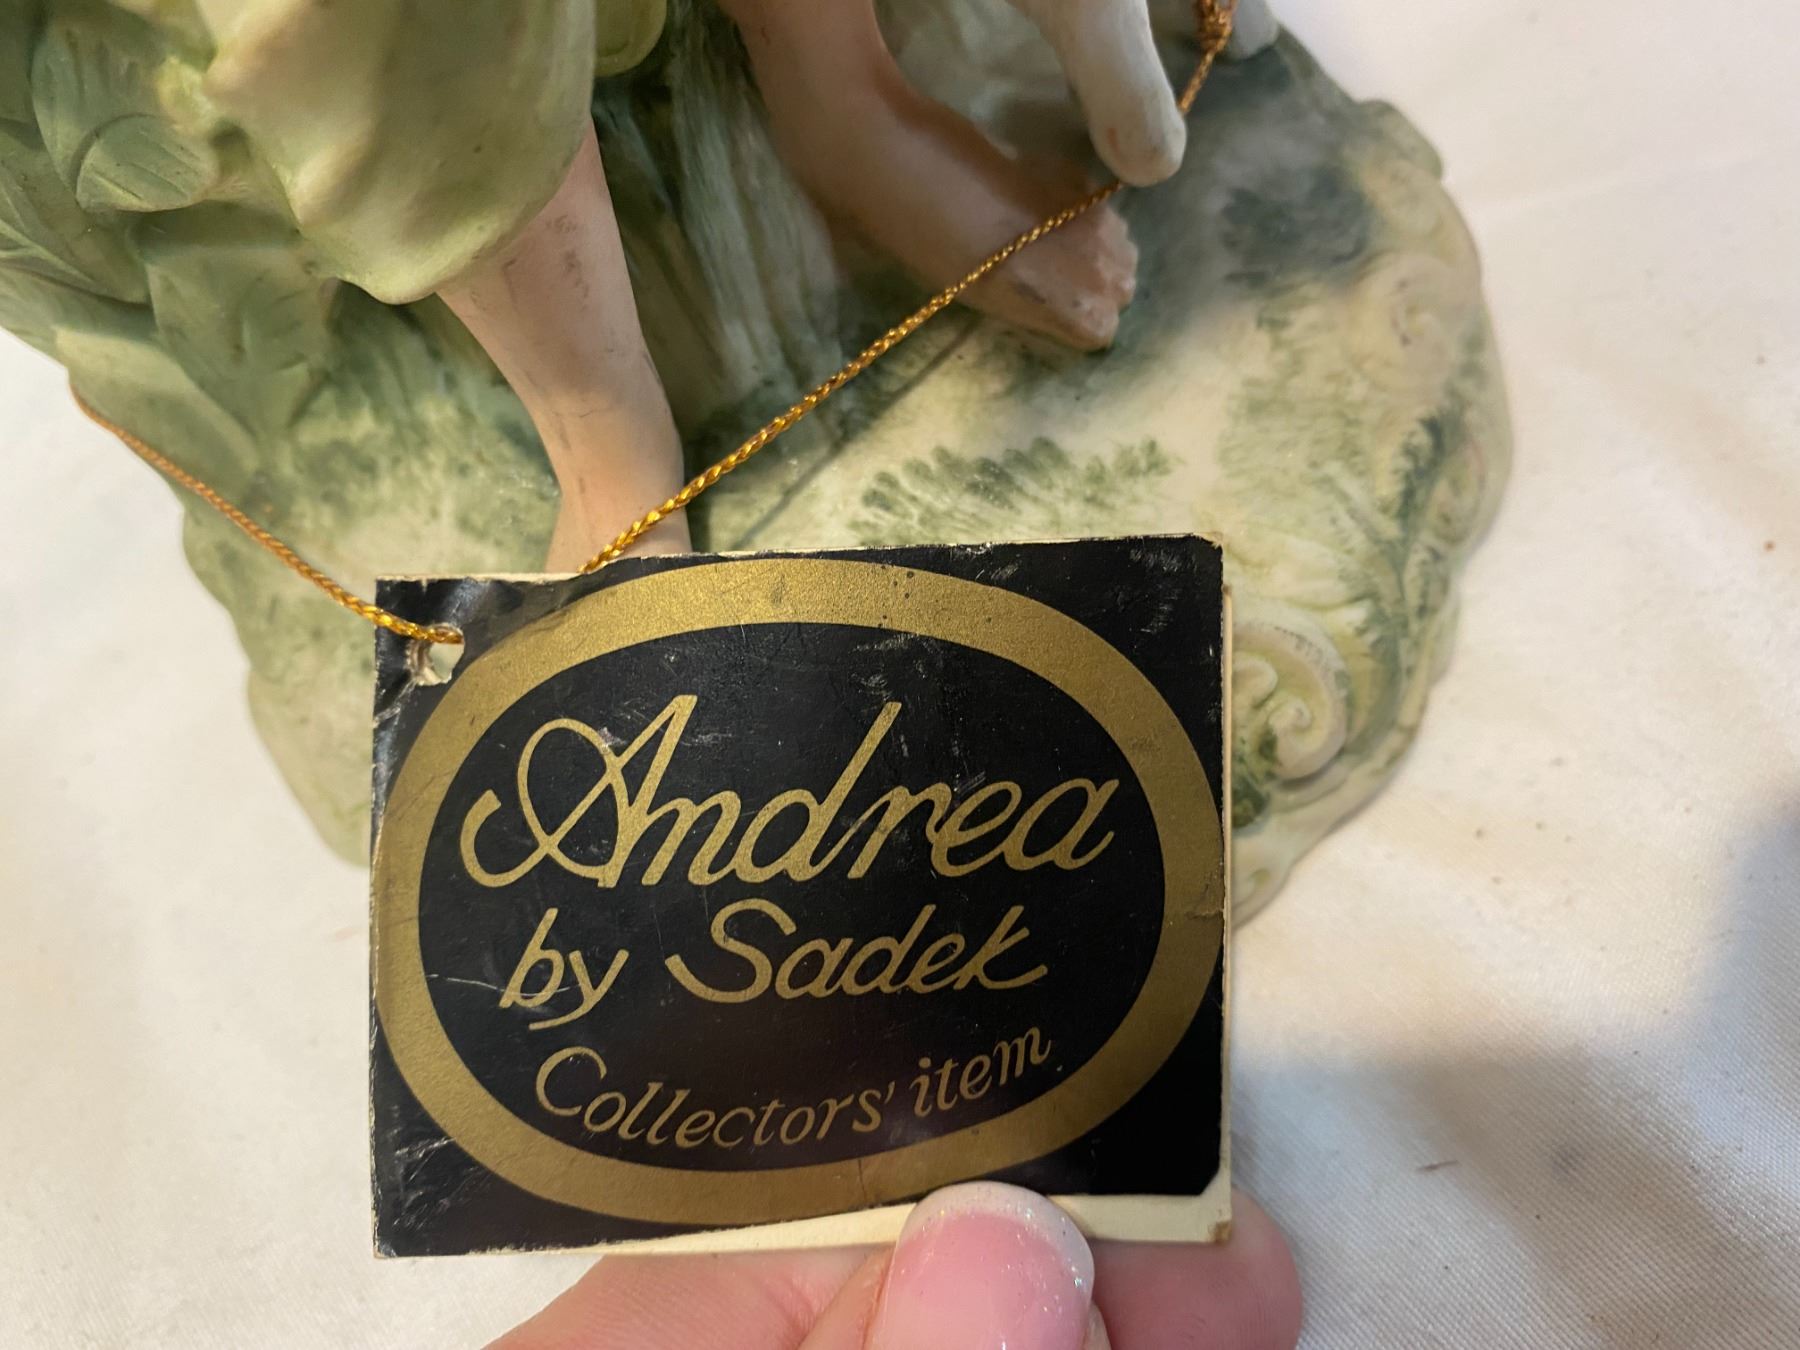 Andrea
by Sadek
Collectors' item